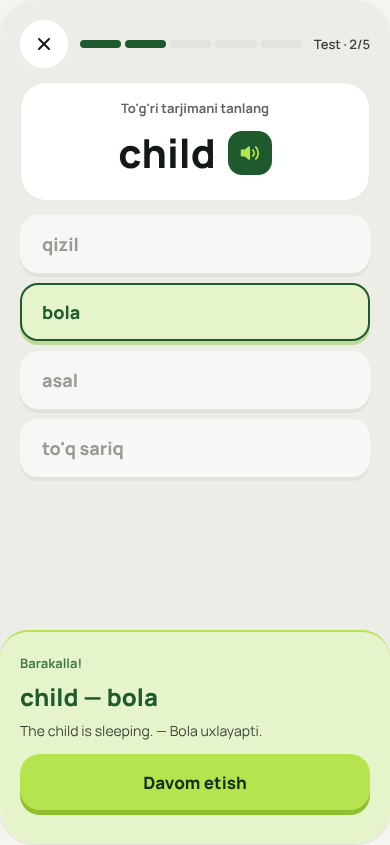 Test · 2/5
To'g'ri tarjimani tanlang
child
qizil
bola
asal
to'q sariq
Barakalla!
child — bola
The child is sleeping. — Bola uxlayapti.
Davom etish